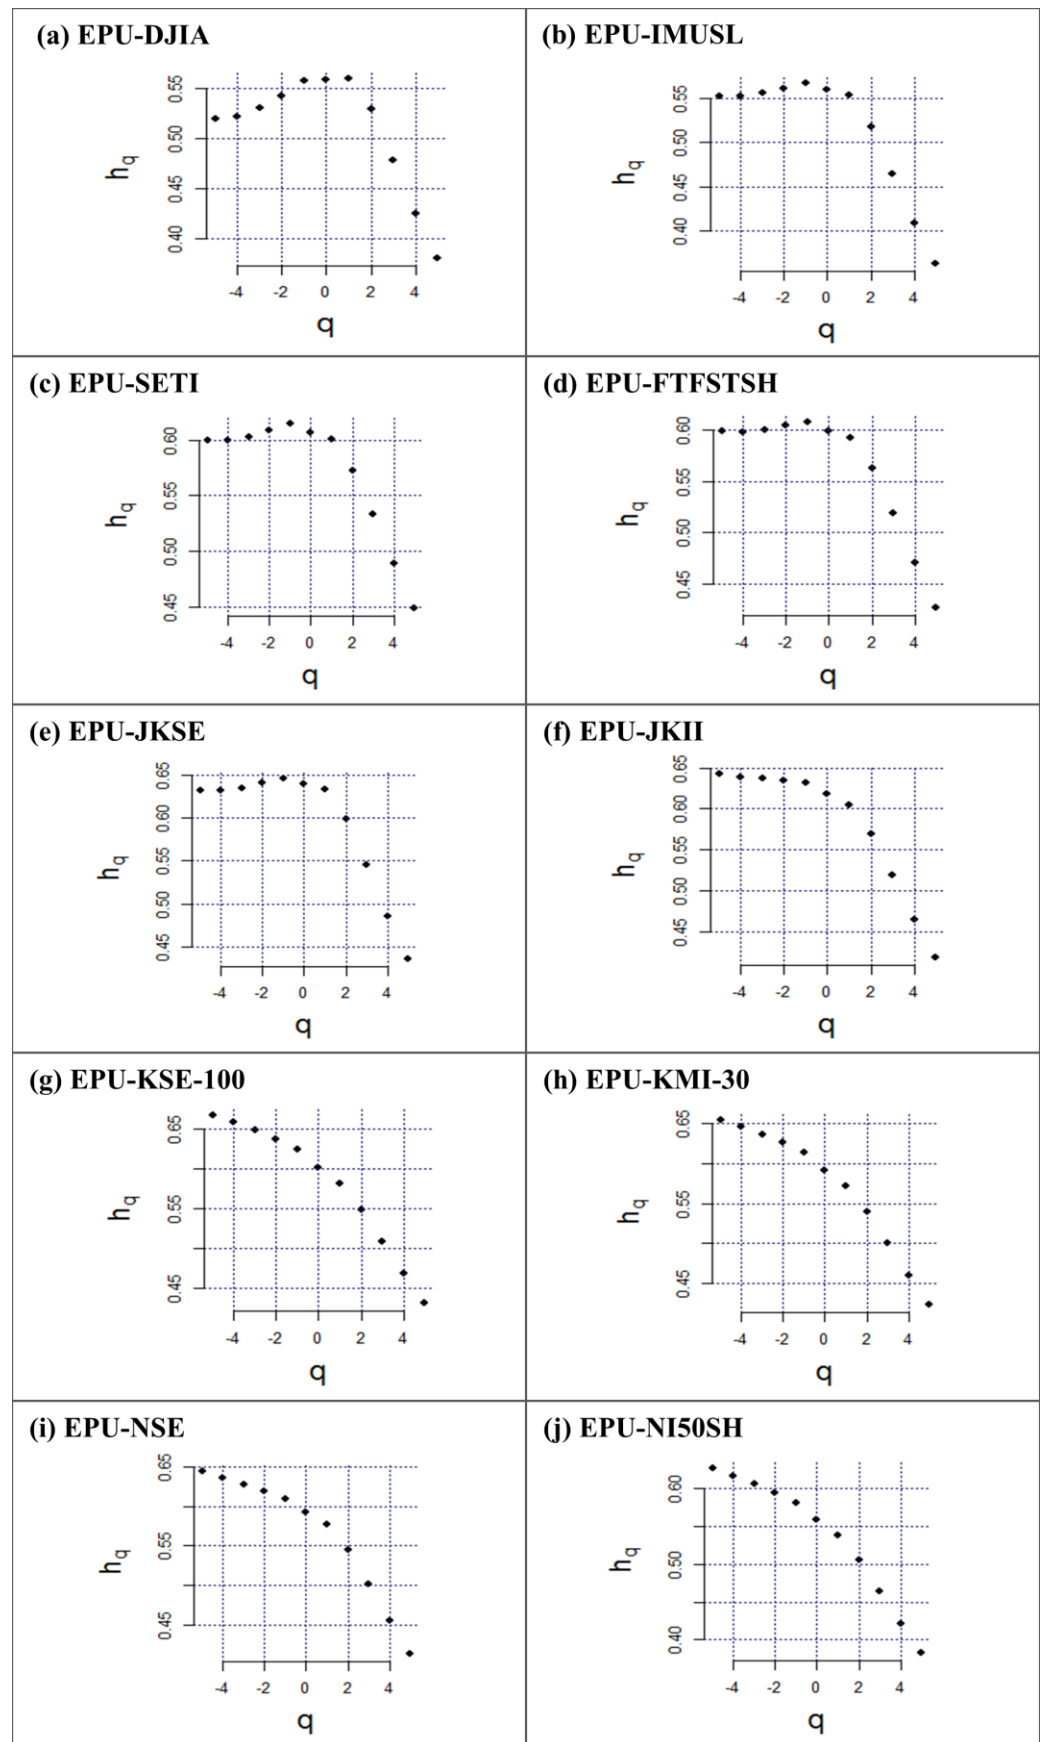 (a) EPU-DJIA
0.55
0.50
0.45
0.40
hq
-4 -2 0 2 4
q
(b) EPU-IMUSL
0.55
0.50
0.45
0.40
hq
-4 -2 0 2 4
q
(c) EPU-SETI
0.60
0.55
0.50
0.45
hq
-4 -2 0 2 4
q
(d) EPU-FTFSTSH
0.60
0.55
0.50
0.45
hq
-4 -2 0 2 4
q
(e) EPU-JKSE
0.65
0.60
0.55
0.50
0.45
hq
-4 -2 0 2 4
q
(f) EPU-JKII
0.65
0.60
0.55
0.50
0.45
hq
-4 -2 0 2 4
q
(g) EPU-KSE-100
0.65
0.55
0.45
hq
-4 -2 0 2 4
q
(h) EPU-KMI-30
0.65
0.55
0.45
hq
-4 -2 0 2 4
q
(i) EPU-NSE
0.65
0.55
0.45
hq
-4 -2 0 2 4
q
(j) EPU-NI50SH
0.60
0.50
0.40
hq
-4 -2 0 2 4
q